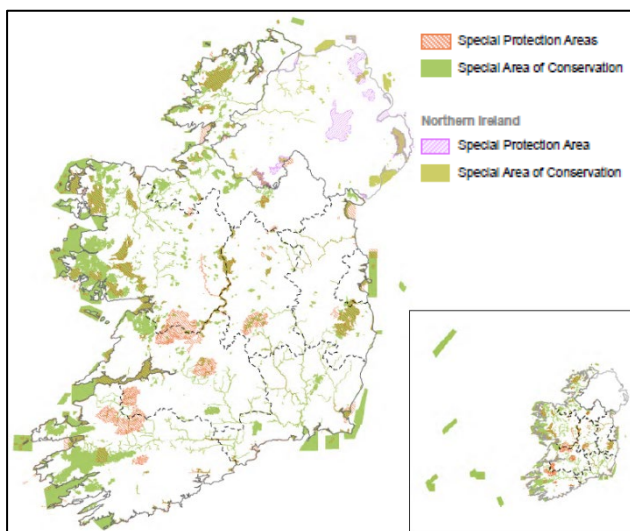 Special Protection Areas
Special Area of Conservation
Northern Ireland
Special Protection Area
Special Area of Conservation